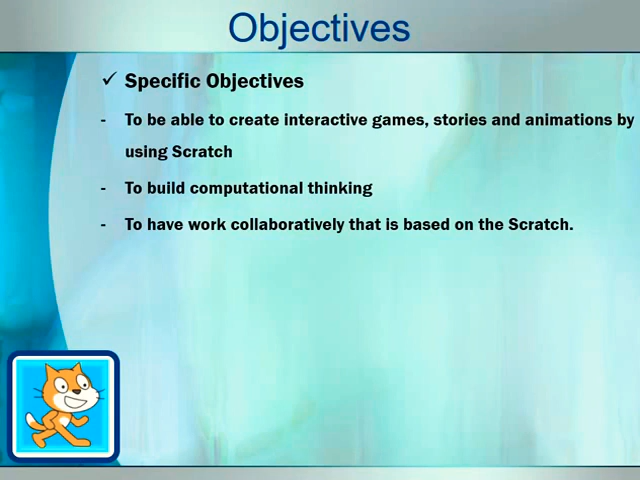 Objectives
✓ Specific Objectives
- To be able to create interactive games, stories and animations by
using Scratch
- To build computational thinking
- To have work collaboratively that is based on the Scratch.